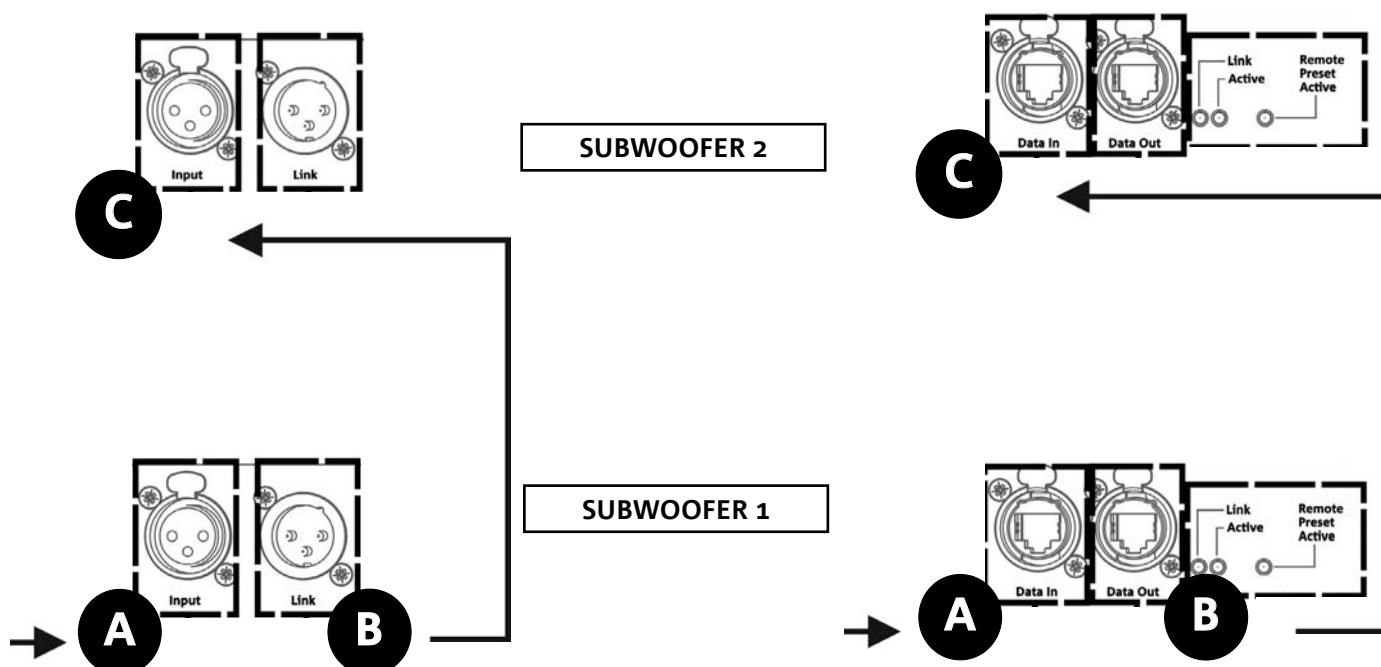 Input
Link
C
SUBWOOFER 2
Data In
Data Out
Link
Active
Remote
Preset
Active
C
Input
Link
A
B
SUBWOOFER 1
Data In
Data Out
Link
Active
Remote
Preset
Active
A
B